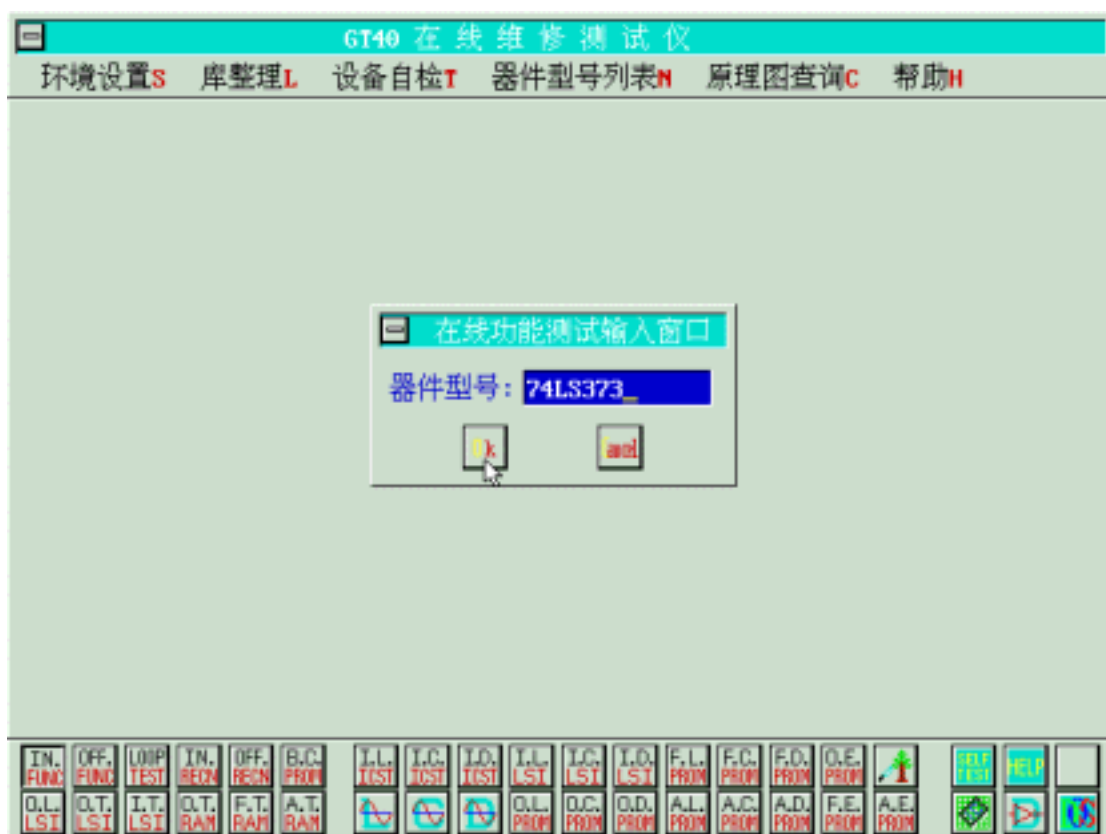 GT40 在线维修测试仪
环境设置S 库整理L 设备自检T 器件型号列表N 原理图查询C 帮助H
在线功能测试输入窗口
器件型号: 74LS373_
Ok Cancel
IN. FUNC OFF. FUNC LOOP TEST IN. RECN OFF. RECN B.C. PROM I.L. ICST I.C. ICST I.D. ICST I.L. LSI I.C. LSI I.D. LSI F.L. PROM F.C. PROM F.D. PROM O.E. PROM SELF TEST HELP
O.L. LSI O.T. LSI I.T. LSI O.T. RAM F.T. RAM A.T. RAM O.L. PROM O.C. PROM O.D. PROM A.L. PROM A.C. PROM A.D. PROM F.E. PROM A.E. PROM